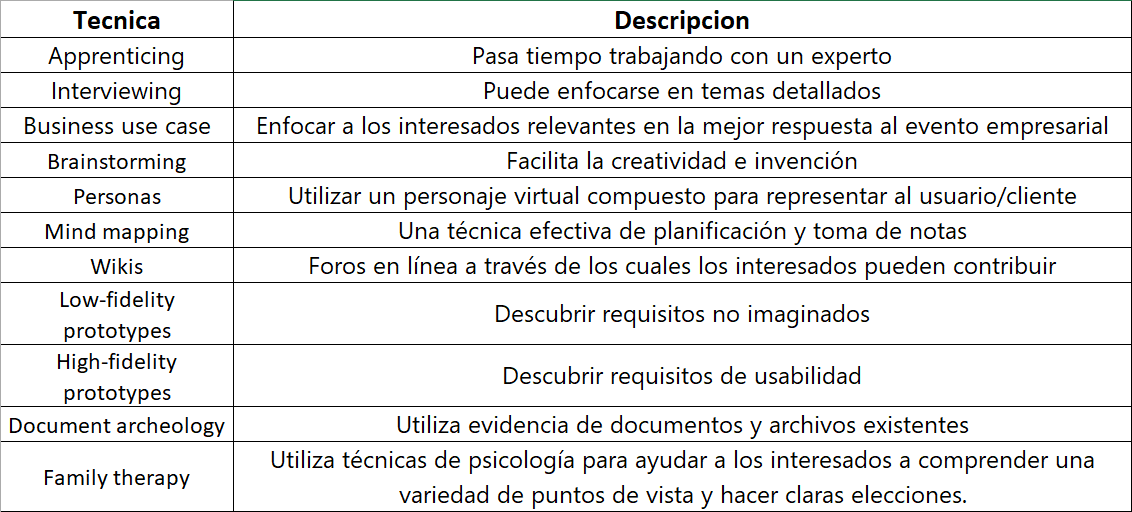 Tecnica Descripcion
Apprenticing Pasa tiempo trabajando con un experto
Interviewing Puede enfocarse en temas detallados
Business use case Enfocar a los interesados relevantes en la mejor respuesta al evento empresarial
Brainstorming Facilita la creatividad e invención
Personas Utilizar un personaje virtual compuesto para representar al usuario/cliente
Mind mapping Una técnica efectiva de planificación y toma de notas
Wikis Foros en línea a través de los cuales los interesados pueden contribuir
Low-fidelity
prototypes
Descubrir requisitos no imaginados
High-fidelity
prototypes
Descubrir requisitos de usabilidad
Document archeology Utiliza evidencia de documentos y archivos existentes
Family therapy
Utiliza técnicas de psicología para ayudar a los interesados a comprender una
variedad de puntos de vista y hacer claras elecciones.